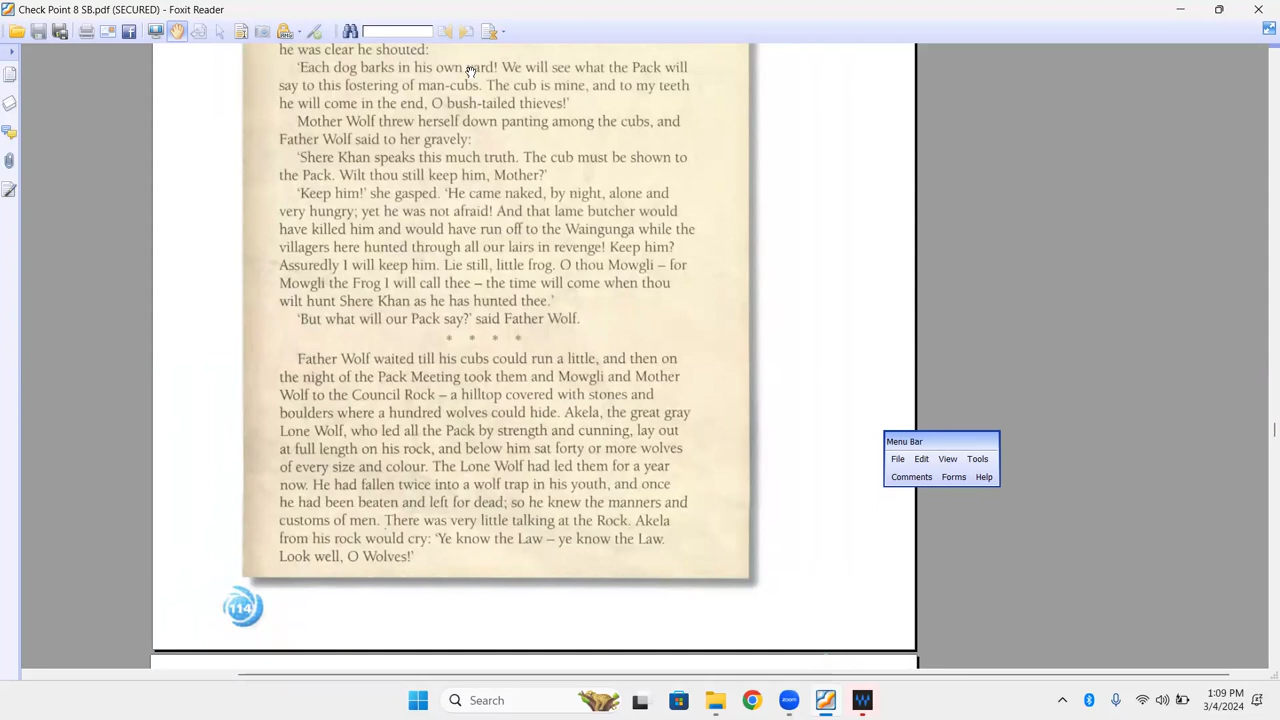 Check Point 8 SB.pdf (SECURED) - Foxit Reader
he was clear he shouted:
‘Each dog barks in his own yard! We will see what the Pack will
say to this fostering of man-cubs. The cub is mine, and to my teeth
he will come in the end, O bush-tailed thieves!’
Mother Wolf threw herself down panting among the cubs, and
Father Wolf said to her gravely:
‘Shere Khan speaks this much truth. The cub must be shown to
the Pack. Wilt thou still keep him, Mother?’
‘Keep him!’ she gasped. ‘He came naked, by night, alone and
very hungry; yet he was not afraid! And that lame butcher would
have killed him and would have run off to the Waingunga while the
villagers here hunted through all our lairs in revenge! Keep him?
Assuredly I will keep him. Lie still, little frog. O thou Mowgli – for
Mowgli the Frog I will call thee – the time will come when thou
wilt hunt Shere Khan as he has hunted thee.’
‘But what will our Pack say?’ said Father Wolf.
* * * *
Father Wolf waited till his cubs could run a little, and then on
the night of the Pack Meeting took them and Mowgli and Mother
Wolf to the Council Rock – a hilltop covered with stones and
boulders where a hundred wolves could hide. Akela, the great gray
Lone Wolf, who led all the Pack by strength and cunning, lay out
at full length on his rock, and below him sat forty or more wolves
of every size and colour. The Lone Wolf had led them for a year
now. He had fallen twice into a wolf trap in his youth, and once
he had been beaten and left for dead; so he knew the manners and
customs of men. There was very little talking at the Rock. Akela
from his rock would cry: ‘Ye know the Law – ye know the Law.
Look well, O Wolves!’
114
Menu Bar
File Edit View Tools
Comments Forms Help
Search
1:09 PM
3/4/2024